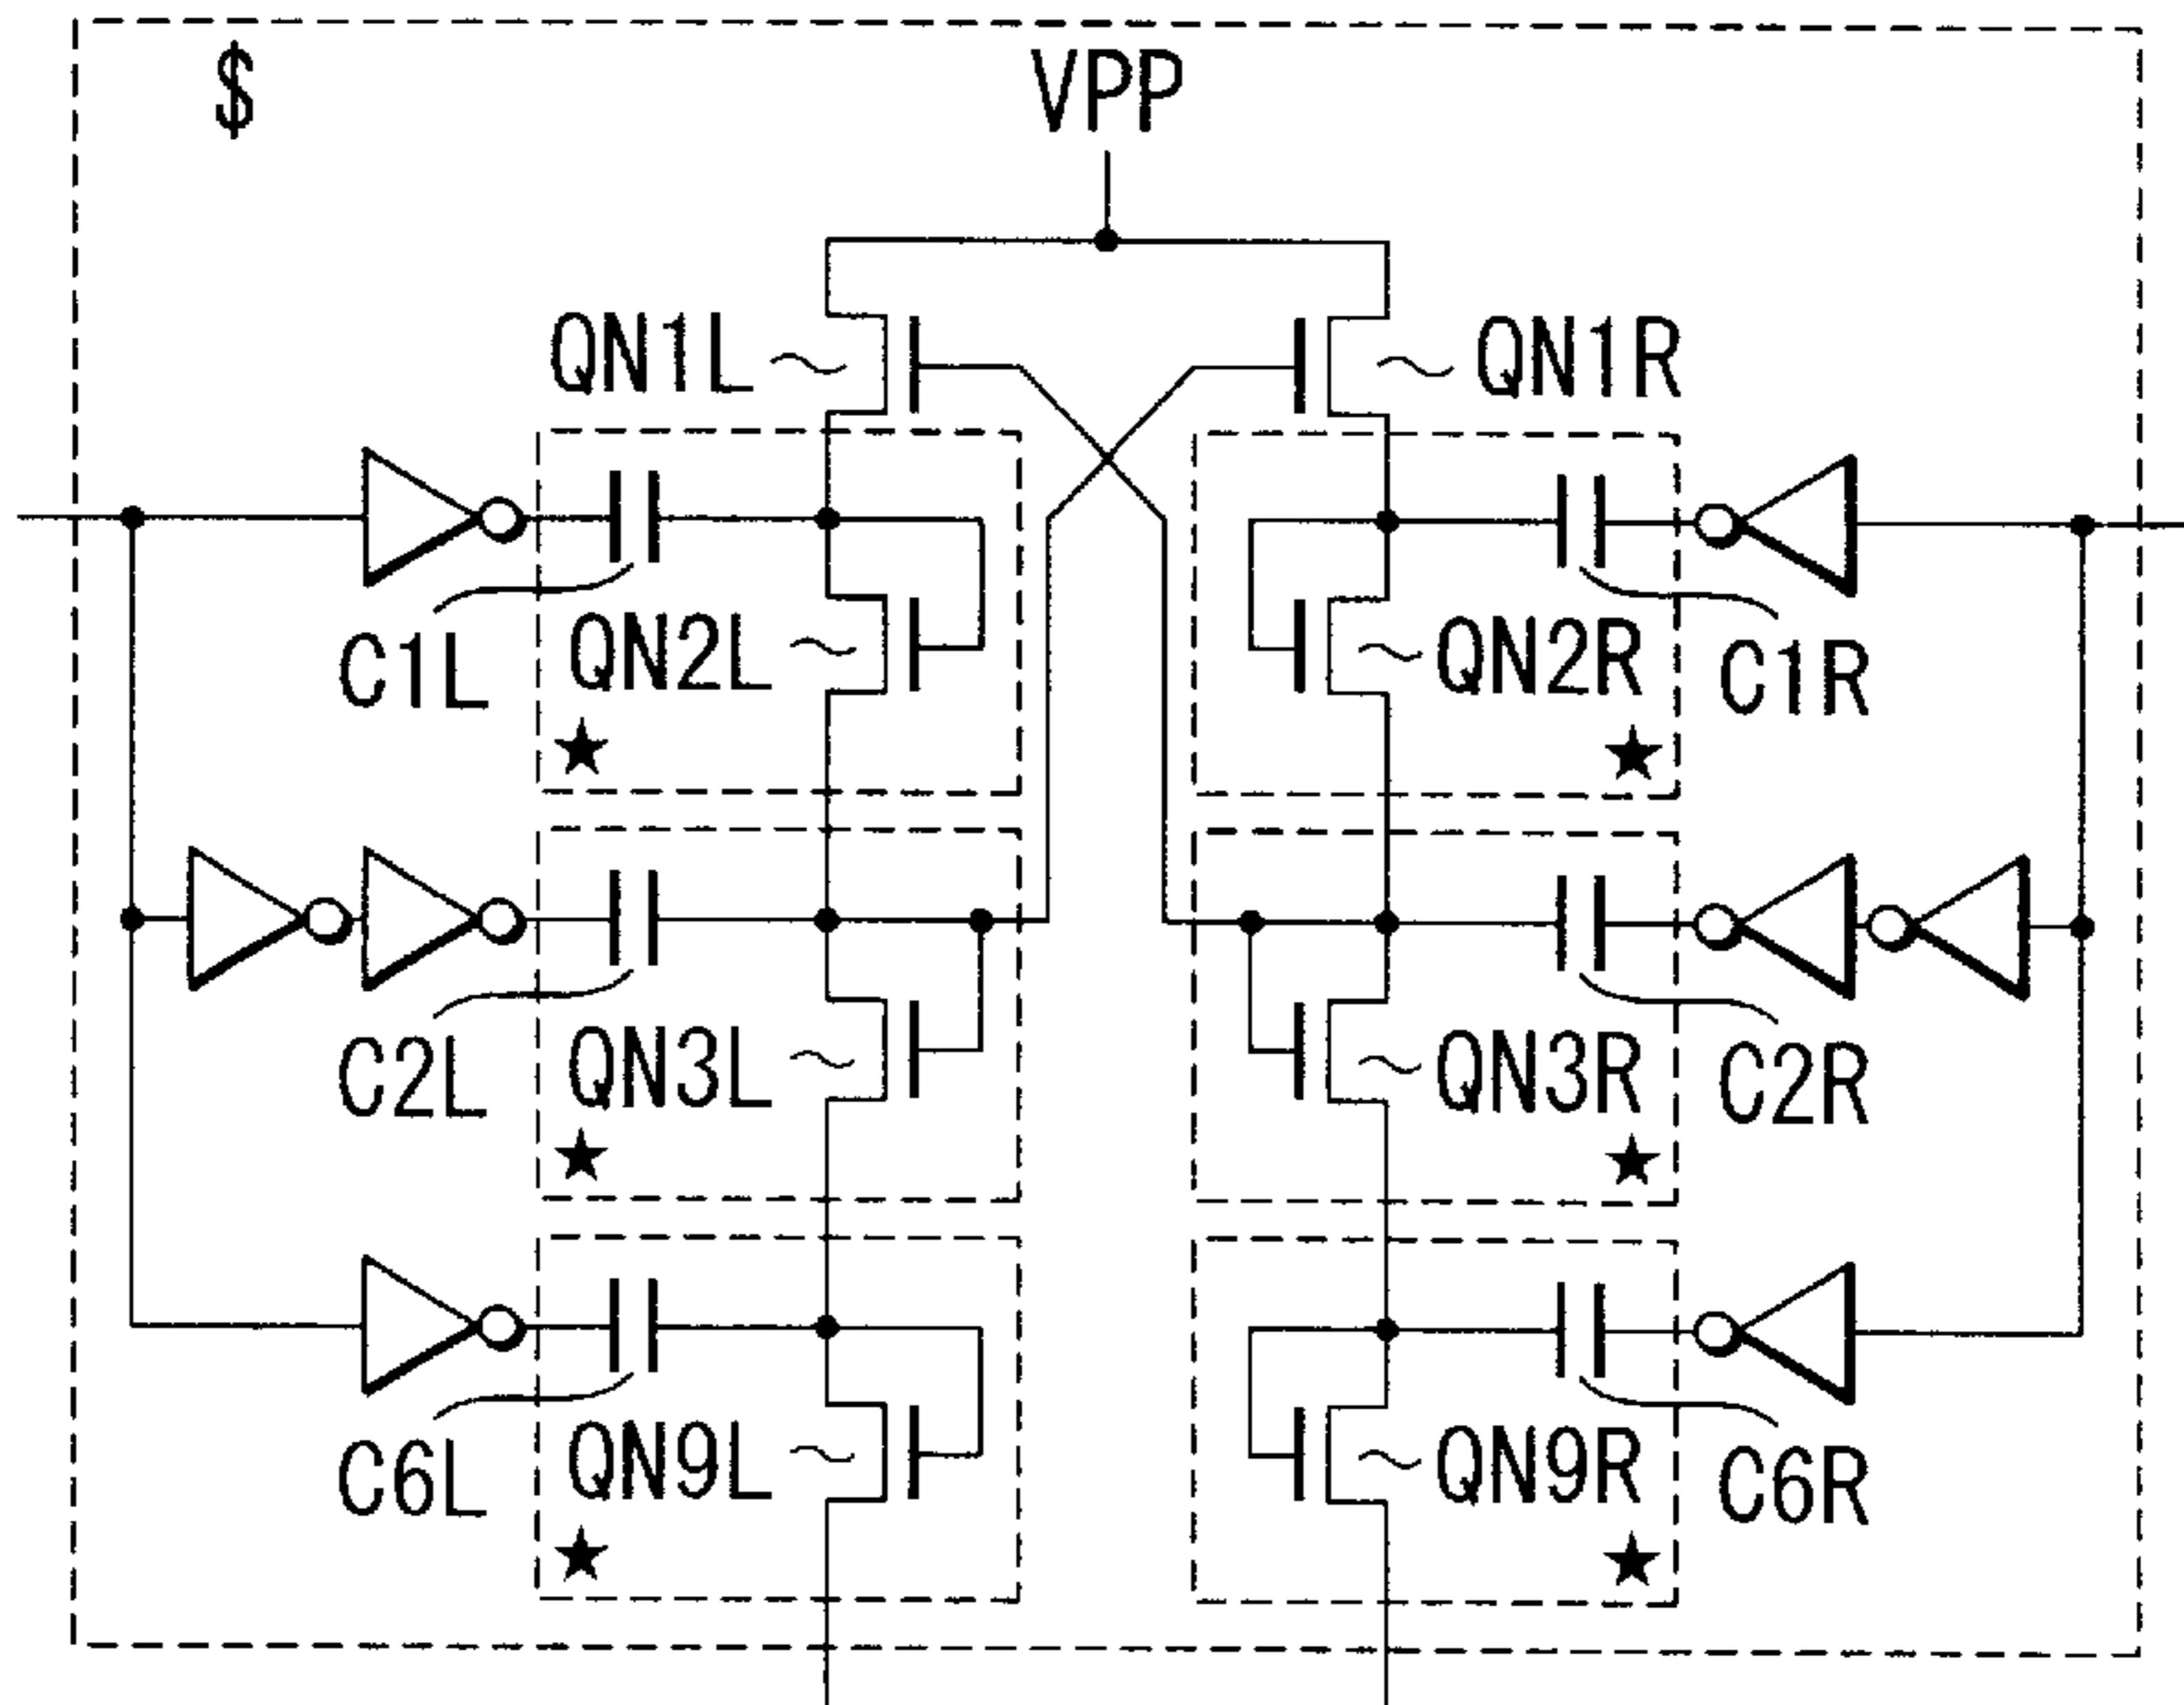 $
VPP
QN1L
QN1R
C1L
QN2L
QN2R
C1R
★
★
C2L
QN3L
QN3R
C2R
★
★
C6L
QN9L
QN9R
C6R
★
★